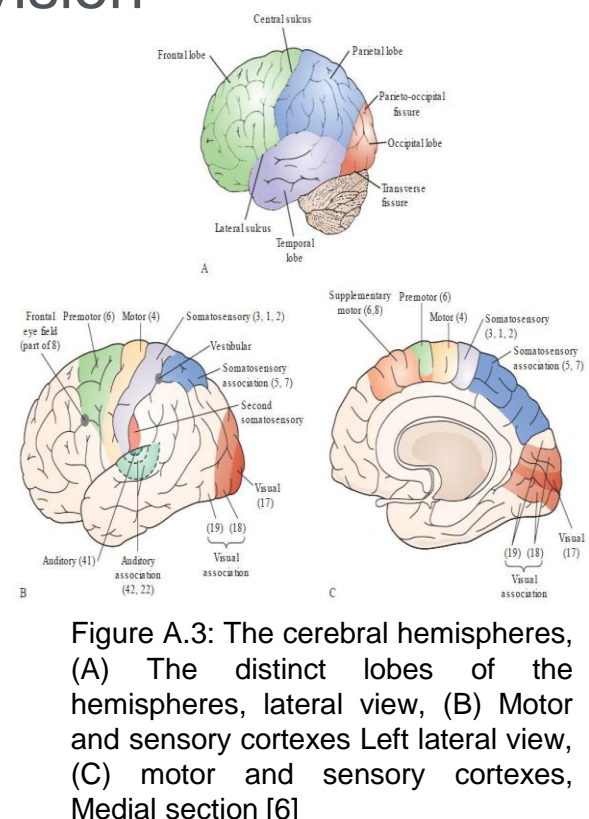 Central sulcus
Frontal lobe
Parietal lobe
Parieto-occipital
fissure
Occipital lobe
Transverse
fissure
Lateral sulcus
Temporal
lobe
A
Frontal
eye field
(part of 8)
Premotor (6)
Motor (4)
Somatosensory (3, 1, 2)
Vestibular
Somatosensory
association (5, 7)
Second
somatosensory
Visual
(17)
(19) (18)
Visual
association
Auditory (41)
Auditory
association
(42, 22)
B
Supplementary
motor (6,8)
Premotor (6)
Motor (4)
Somatosensory
(3, 1, 2)
Somatosensory
association (5, 7)
Visual
(17)
(19) (18)
Visual
association
C
Figure A.3: The cerebral hemispheres,
(A) The distinct lobes of the
hemispheres, lateral view, (B) Motor
and sensory cortexes Left lateral view,
(C) motor and sensory cortexes,
Medial section [6]